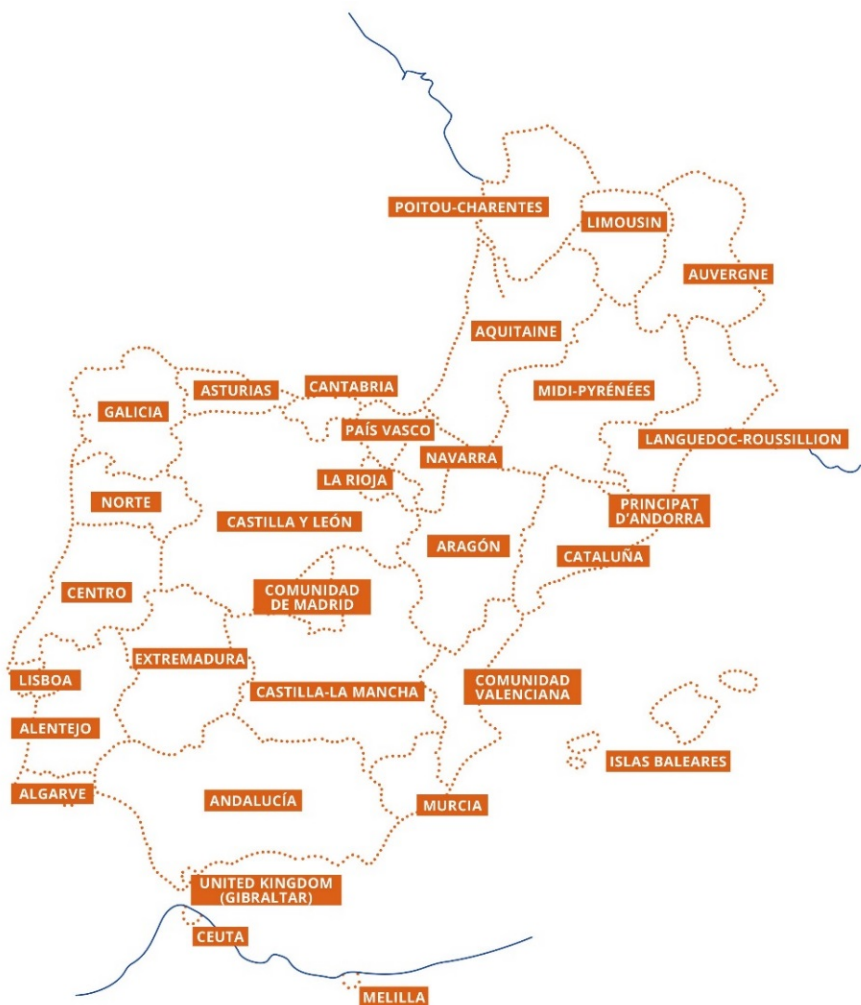 POITOU-CHARENTES
LIMOUSIN
AUVERGNE
AQUITAINE
CANTABRIA
ASTURIAS
MIDI-PYRÉNÉES
GALICIA
PAÍS VASCO
LANGUEDOC-ROUSSILLION
NAVARRA
LA RIOJA
NORTE
PRINCIPAT
D'ANDORRA
CASTILLA Y LEÓN
ARAGÓN
CATALUÑA
CENTRO
COMUNIDAD
DE MADRID
EXTREMADURA
LISBOA
CASTILLA-LA MANCHA
COMUNIDAD
VALENCIANA
ALENTEJO
ISLAS BALEARES
ALGARVE
ANDALUCÍA
MURCIA
UNITED KINGDOM
(GIBRALTAR)
CEUTA
MELILLA